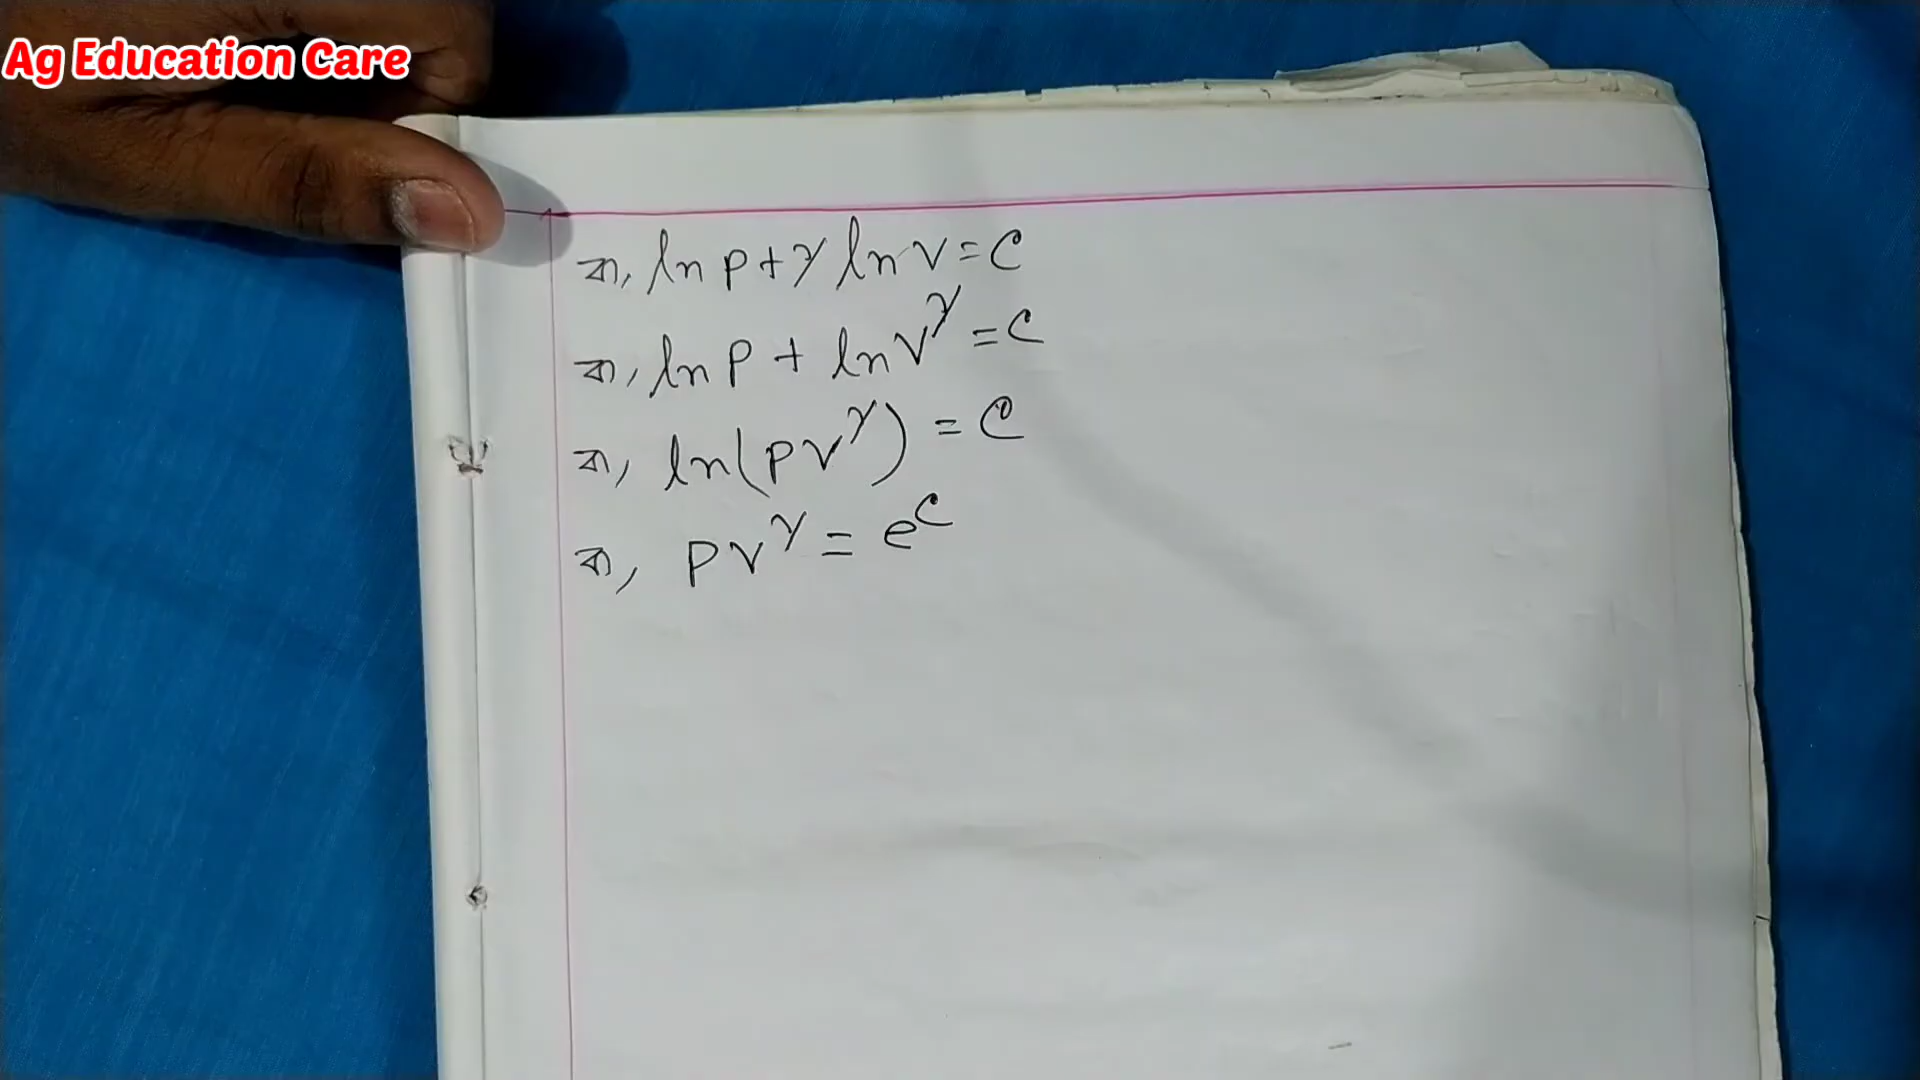 Ag Education Care
বা, ln P + γ ln V = C
বা, ln P + ln V^γ = C
বা, ln(PV^γ) = C
বা, PV^γ = e^C